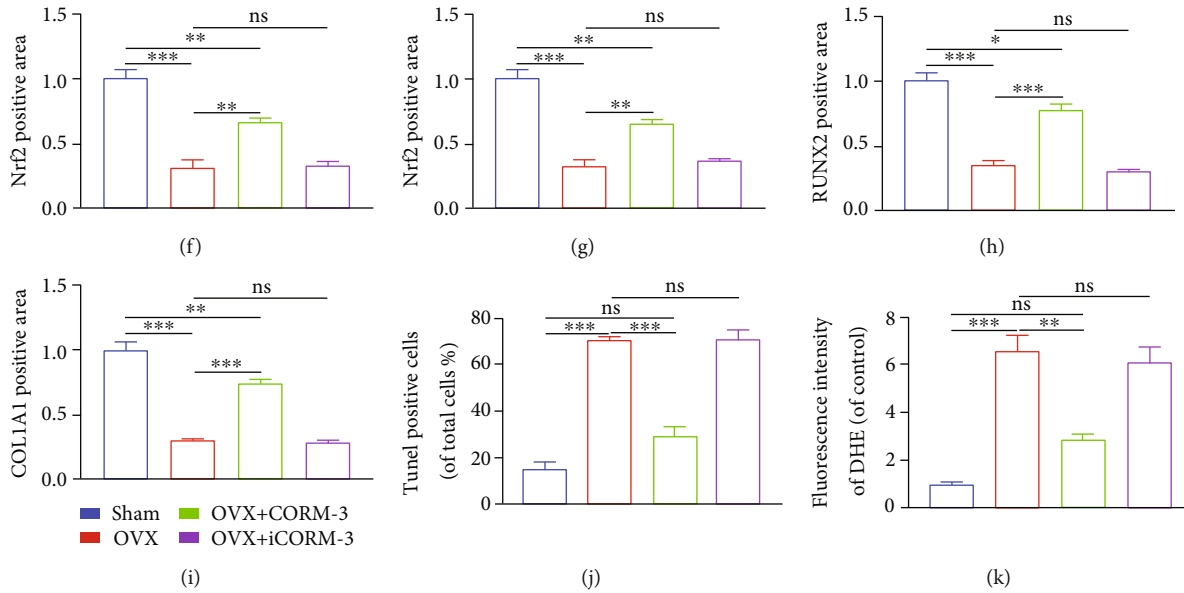 Nrf2 positive area
1.5
1.0
0.5
0.0
ns
**
***
**
(f)
Nrf2 positive area
1.5
1.0
0.5
0.0
ns
**
***
**
(g)
RUNX2 positive area
1.5
1.0
0.5
0.0
ns
*
***
***
(h)
COL1A1 positive area
1.5
1.0
0.5
0.0
ns
**
***
***
Sham
OVX+CORM-3
OVX
OVX+iCORM-3
(i)
Tunel positive cells
(of total cells %)
80
60
40
20
0
ns
ns
***
***
(j)
Fluorescence intensity
of DHE (of control)
8
6
4
2
0
ns
ns
***
**
(k)